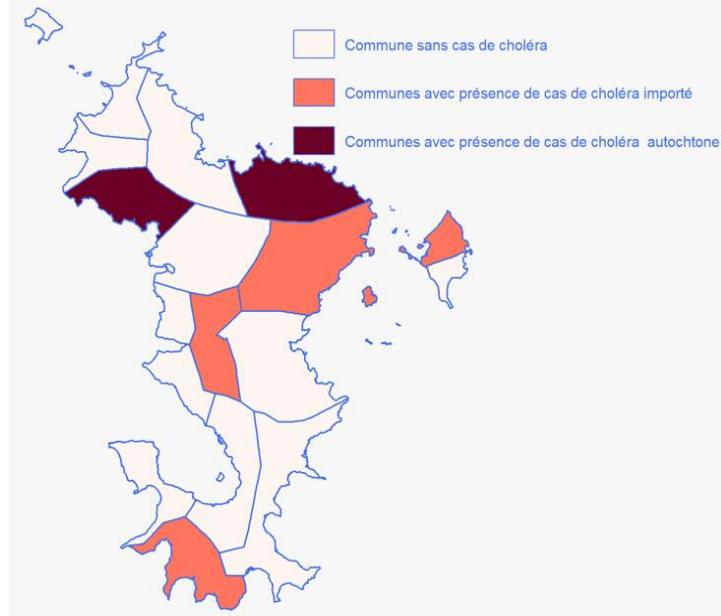 Commune sans cas de choléra
Communes avec présence de cas de choléra importé
Communes avec présence de cas de choléra autochtone